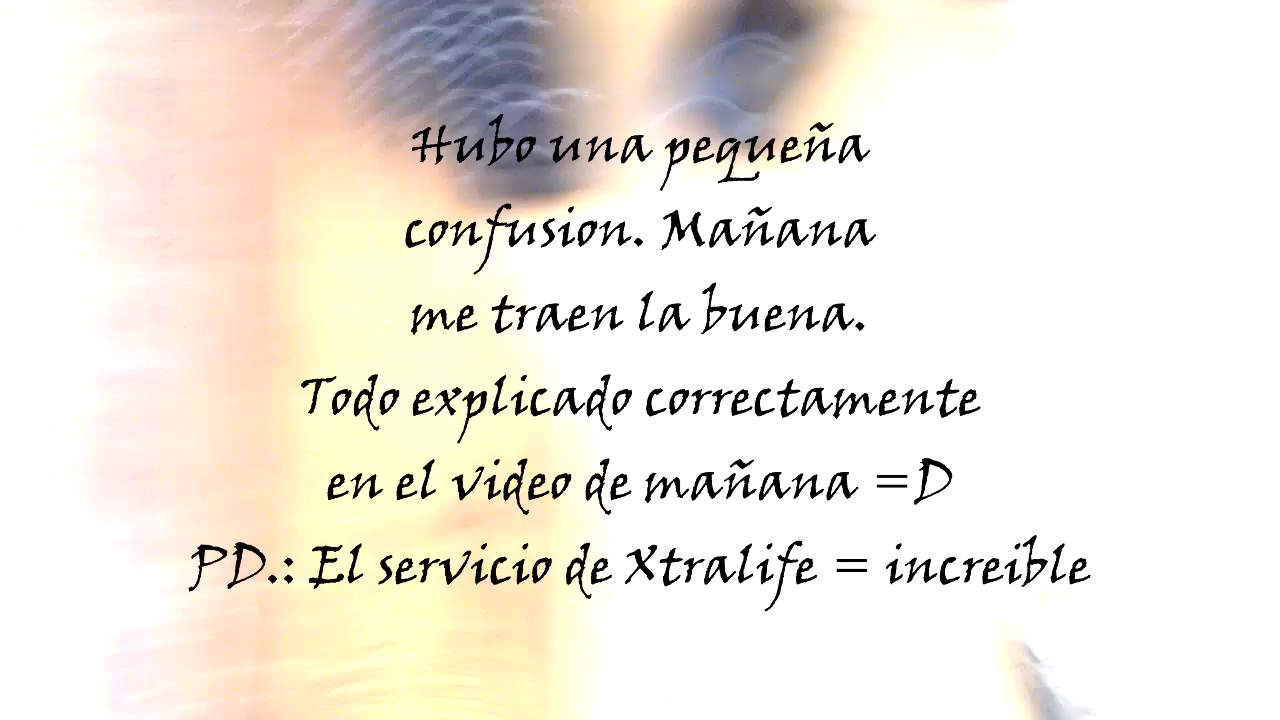 Hubo una pequeña
confusion. Mañana
me traen la buena.
Todo explicado correctamente
en el video de mañana =D
PD.: El servicio de Xtralife = increible